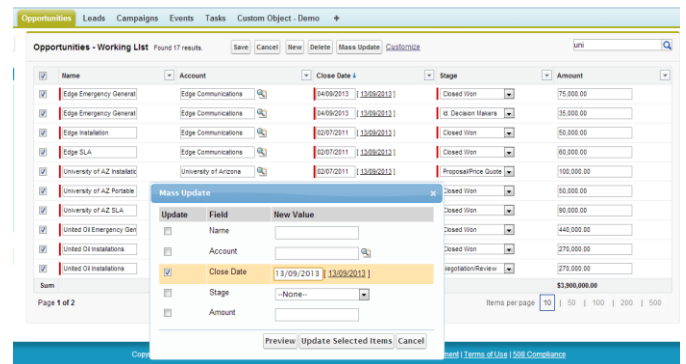 Opportunities Leads Campaigns Events Tasks Custom Object - Demo +
Opportunities - Working List Found 17 results. Save Cancel New Delete Mass Update Customize uni
Name Account Close Date Stage Amount
Edge Emergency Generat Edge Communications 04/09/2013 [ 13/09/2013 ] Closed Won 75,000.00
Edge Emergency Generat Edge Communications 04/09/2013 [ 13/09/2013 ] Id. Decision Makers 35,000.00
Edge Installation Edge Communications 02/07/2011 [ 13/09/2013 ] Closed Won 50,000.00
Edge SLA Edge Communications 02/07/2011 [ 13/09/2013 ] Closed Won 60,000.00
University of AZ Installatic University of Arizona 02/07/2011 [ 13/09/2013 ] Proposal/Price Quote 100,000.00
University of AZ Portable Closed Won 50,000.00
University of AZ SLA Closed Won 90,000.00
United Oil Emergency Gen Closed Won 440,000.00
United Oil Installations Closed Won 270,000.00
United Oil Installations egotiation/Review 270,000.00
Sum $3,900,000.00
Page 1 of 2 Items per page 10 | 50 | 100 | 200 | 500
Mass Update x
Update Field New Value
Name
Account
Close Date 13/09/2013 [ 13/09/2013 ]
Stage --None--
Amount
Preview Update Selected Items Cancel
Copy ment | Terms of Use | 508 Compliance